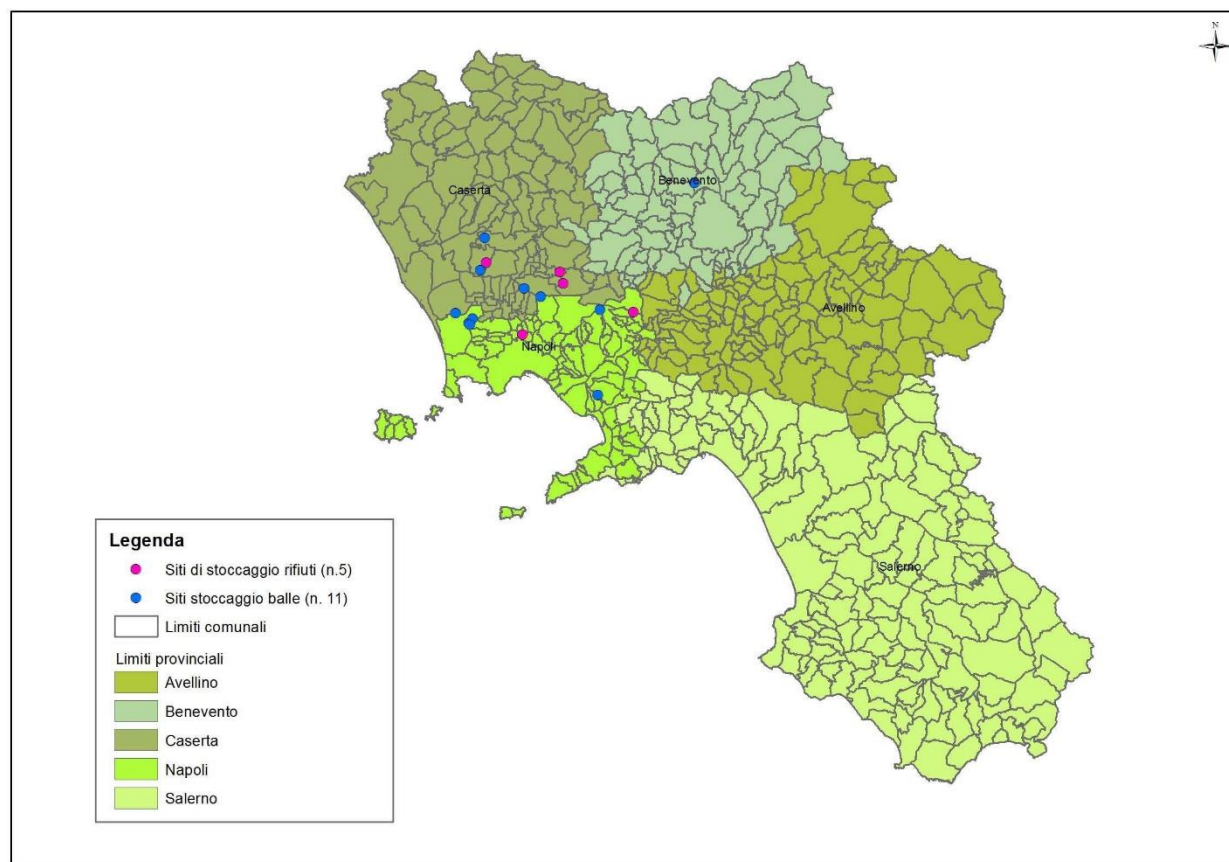 N
Caserta
Benevento
Avellino
Napoli
Salerno
Legenda
Siti di stoccaggio rifiuti (n.5)
Siti stoccaggio balle (n. 11)
Limiti comunali
Limiti provinciali
Avellino
Benevento
Caserta
Napoli
Salerno